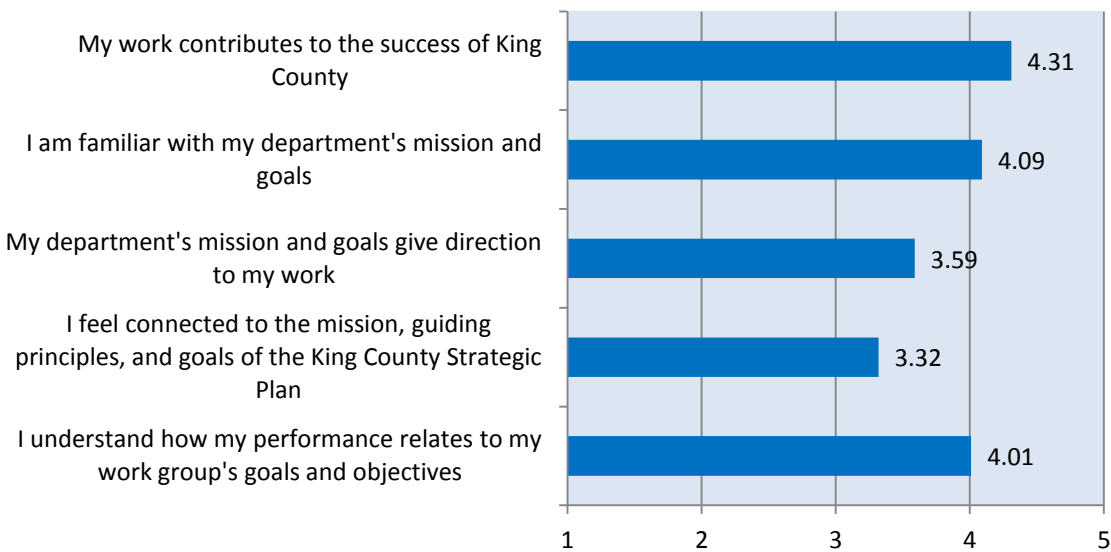 My work contributes to the success of King
County
4.31
I am familiar with my department's mission and
goals
4.09
My department's mission and goals give direction
to my work
3.59
I feel connected to the mission, guiding
principles, and goals of the King County Strategic
Plan
3.32
I understand how my performance relates to my
work group's goals and objectives
4.01
1 2 3 4 5